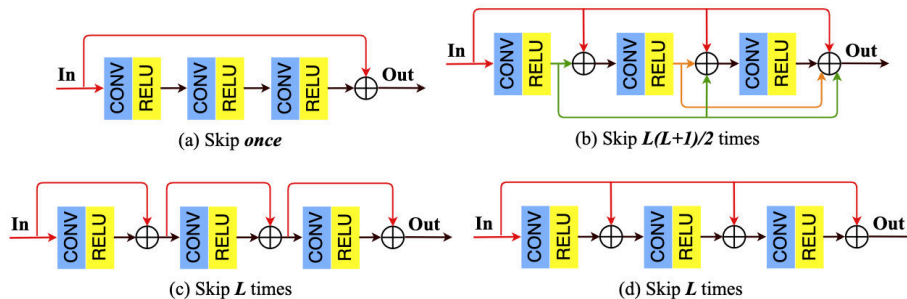 In CONV RELU CONV RELU CONV RELU Out
(a) Skip once
In CONV RELU CONV RELU CONV RELU Out
(b) Skip L(L+1)/2 times
In CONV RELU CONV RELU CONV RELU Out
(c) Skip L times
In CONV RELU CONV RELU CONV RELU Out
(d) Skip L times